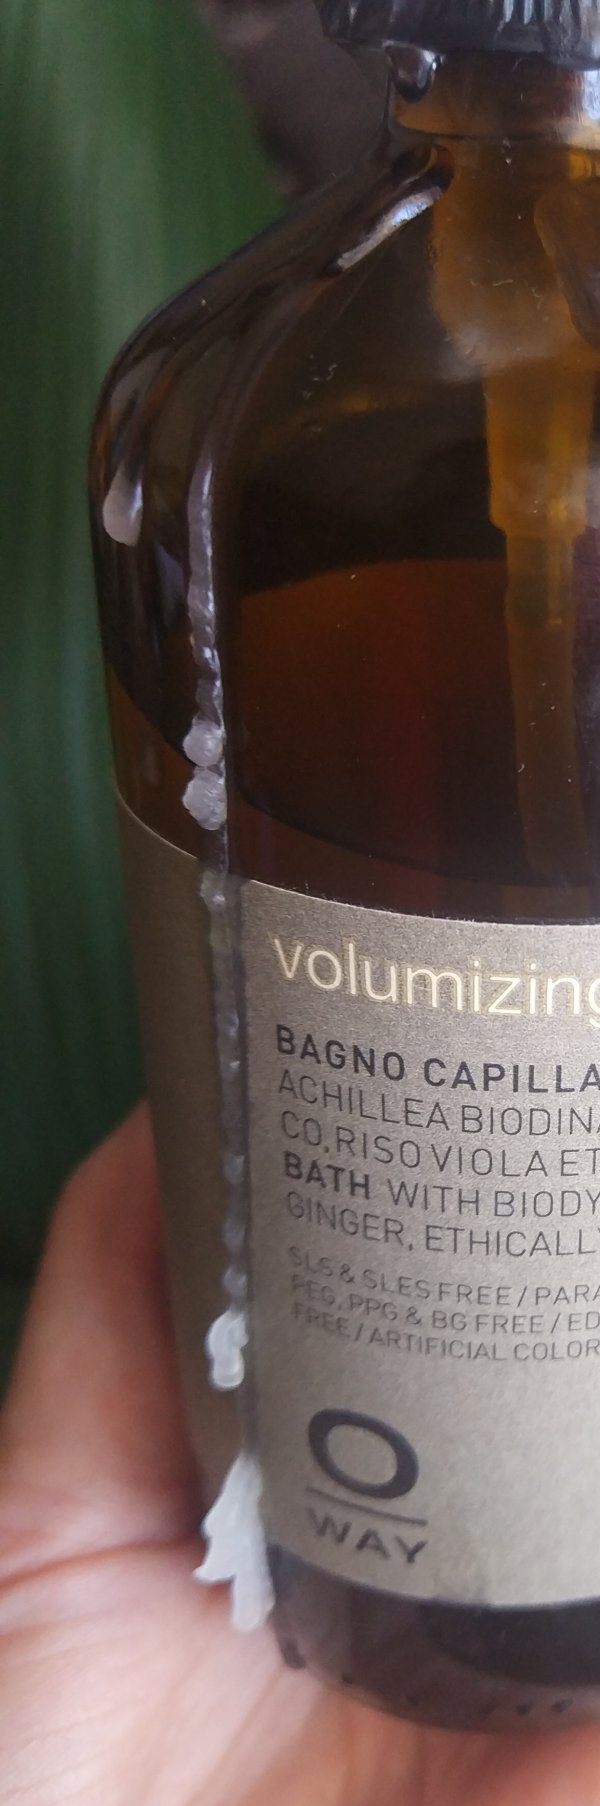 volumizing
BAGNO CAPILLA
ACHILLEA BIODINA
CO, RISO VIOLA ET
BATH WITH BIODY
GINGER, ETHICALLY
SLS & SLES FREE / PARA
PEG, PPG & BG FREE / ED
FREE / ARTIFICIAL COLOR
O
WAY